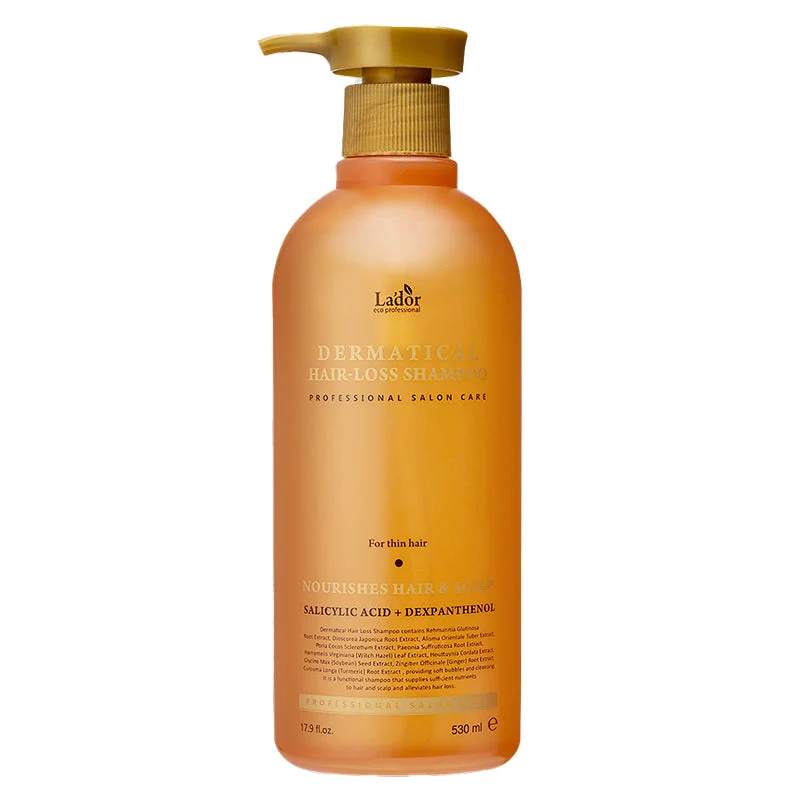 La'dor
eco professional
DERMATICAL
HAIR-LOSS SHAMPOO
PROFESSIONAL SALON CARE
For thin hair
NOURISHES HAIR & SCALP
SALICYLIC ACID + DEXPANTHENOL
Dermatical Hair Loss Shampoo contains Rehmannia Glutinosa
Root Extract, Dioscorea Japonica Root Extract, Alisma Orientale Tuber Extract,
Poria Cocos Sclerotium Extract, Paeonia Suffruticosa Root Extract,
Hamamelis Virginiana (Witch Hazel) Leaf Extract, Houttuynia Cordata Extract,
Glycine Max (Soybean) Seed Extract, Zingiber Officinale (Ginger) Root Extract,
Curcuma Longa (Turmeric) Root Extract , providing soft bubbles and cleansing
It is a functional shampoo that supplies sufficient nutrients
to hair and scalp and alleviates hair loss.
PROFESSIONAL SALON
17.9 fl.oz. 530 ml ℮